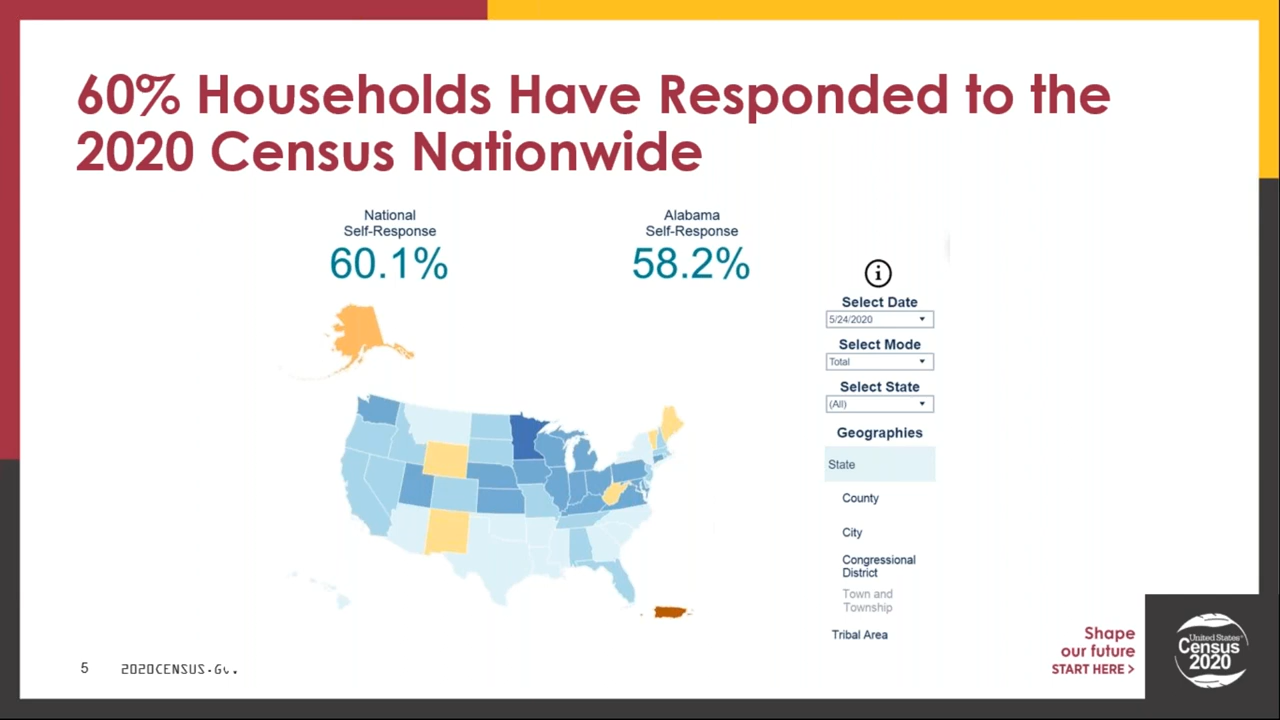 60% Households Have Responded to the
2020 Census Nationwide
National
Self-Response
60.1%
Alabama
Self-Response
58.2%
Select Date
5/24/2020
Select Mode
Total
Select State
(All)
Geographies
State
County
City
Congressional
District
Town and
Township
Tribal Area
5
Shape
our future
START HERE >
United States
Census
2020